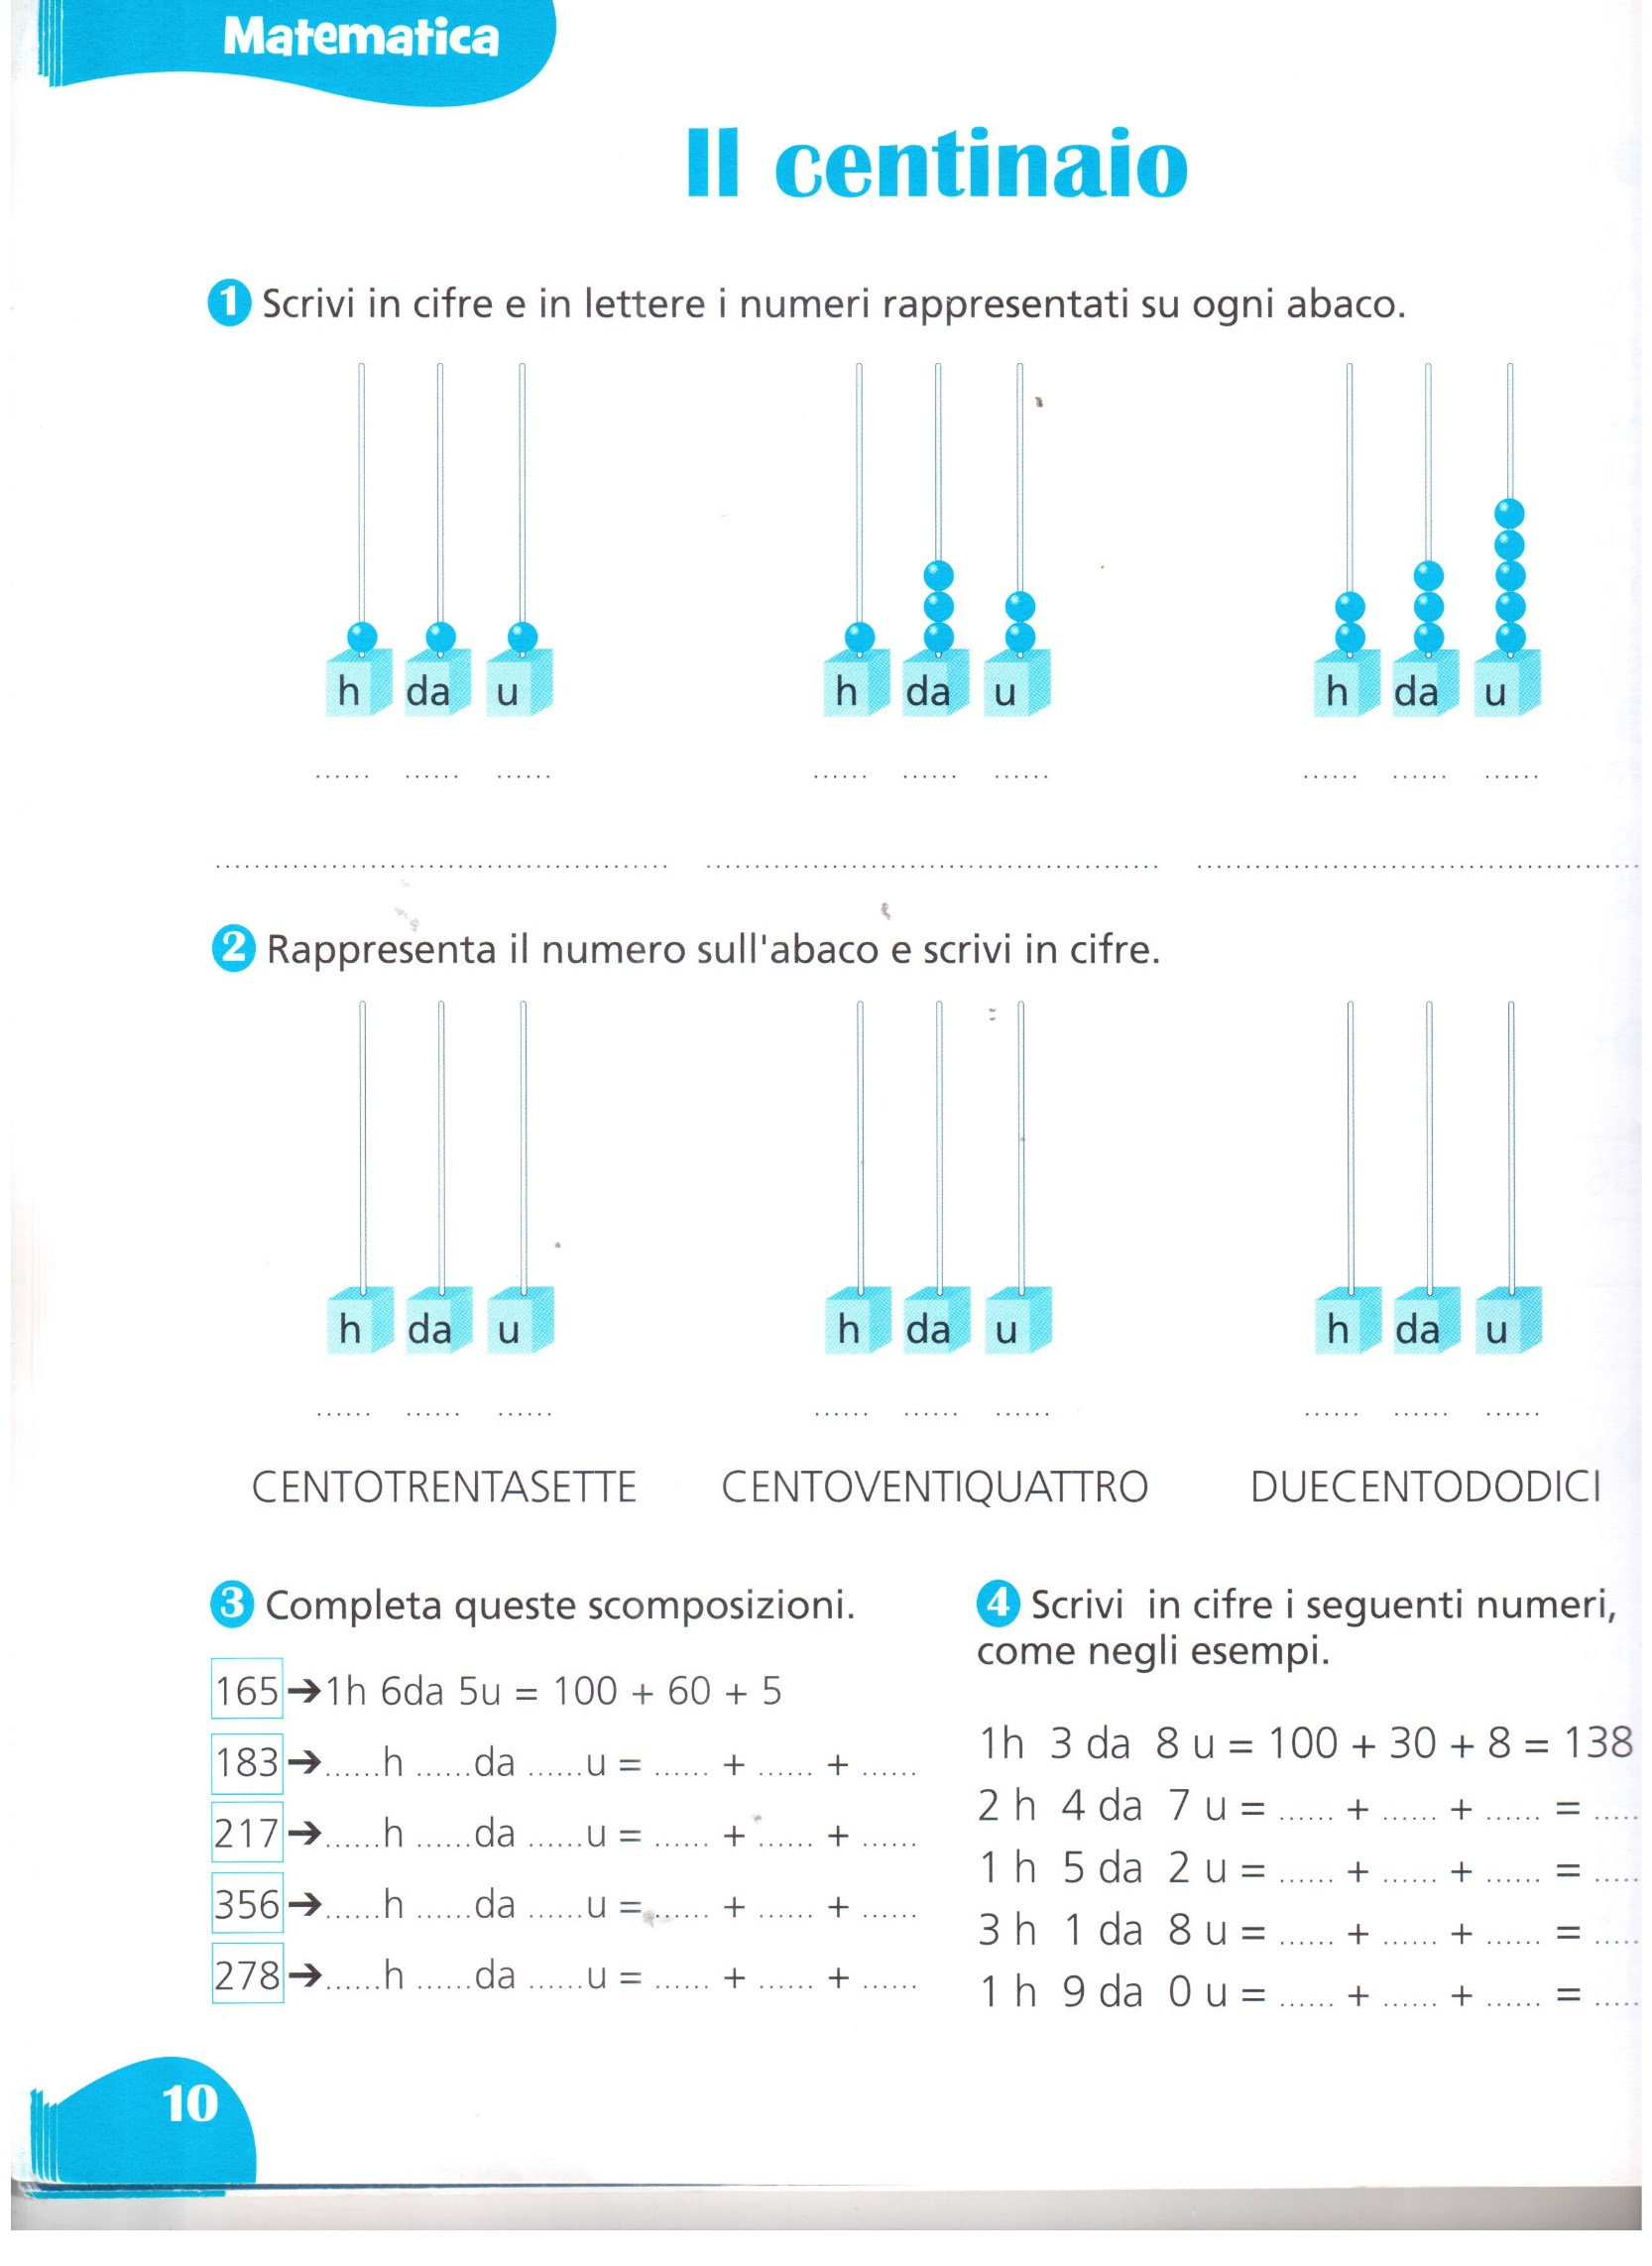 Matematica
Il centinaio
1 Scrivi in cifre e in lettere i numeri rappresentati su ogni abaco.
h da u h da u h da u
...... ...... ...... ...... ...... ...... ...... ...... ......
.............................................. .............................................. ..............................................
2 Rappresenta il numero sull'abaco e scrivi in cifre.
h da u h da u h da u
...... ...... ...... ...... ...... ...... ...... ...... ......
CENTOTRENTASETTE CENTOVENTIQUATTRO DUECENTODODICI
3 Completa queste scomposizioni.
165 ➔ 1h 6da 5u = 100 + 60 + 5
183 ➔ ......h ......da ......u = ...... + ...... + ......
217 ➔ ......h ......da ......u = ...... + ...... + ......
356 ➔ ......h ......da ......u = ...... + ...... + ......
278 ➔ ......h ......da ......u = ...... + ...... + ......
4 Scrivi in cifre i seguenti numeri,
come negli esempi.
1h 3 da 8 u = 100 + 30 + 8 = 138
2 h 4 da 7 u = ...... + ...... + ...... = .....
1 h 5 da 2 u = ...... + ...... + ...... = .....
3 h 1 da 8 u = ...... + ...... + ...... = .....
1 h 9 da 0 u = ...... + ...... + ...... = .....
10